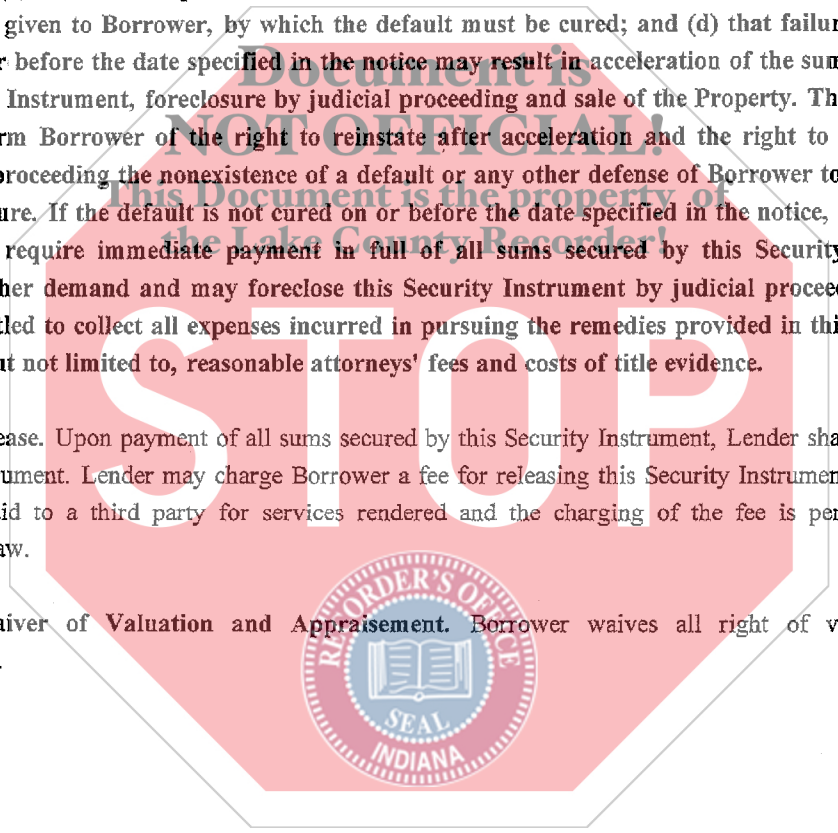 given to Borrower, by which the default must be cured; and (d) that failur
before the date specified in the notice may result in acceleration of the sum
Instrument, foreclosure by judicial proceeding and sale of the Property. Th
rm Borrower of the right to reinstate after acceleration and the right to
proceeding the nonexistence of a default or any other defense of Borrower to
ure. If the default is not cured on or before the date specified in the notice,
require immediate payment in full of all sums secured by this Security
her demand and may foreclose this Security Instrument by judicial proceed
tled to collect all expenses incurred in pursuing the remedies provided in thi
ut not limited to, reasonable attorneys' fees and costs of title evidence.
ease. Upon payment of all sums secured by this Security Instrument, Lender sha
ument. Lender may charge Borrower a fee for releasing this Security Instrumen
id to a third party for services rendered and the charging of the fee is per
aw.
aiver of Valuation and Appraisement. Borrower waives all right of v
Document is
NOT OFFICIAL!
This Document is the property of
the Lake County Recorder!
STOP
RECORDER'S OFFICE
SEAL
INDIANA